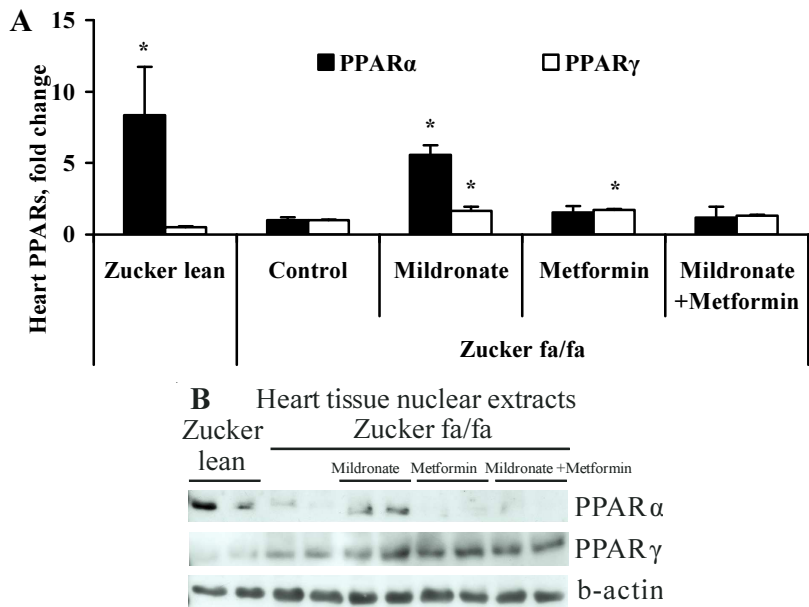 A
15
10
5
0
Heart PPARs, fold change
PPARα
PPARγ
*
*
*
*
Zucker lean
Control
Mildronate
Metformin
Mildronate
+Metformin
Zucker fa/fa
B
Heart tissue nuclear extracts
Zucker
lean
Zucker fa/fa
Mildronate Metformin Mildronate +Metformin
PPARα
PPARγ
b-actin